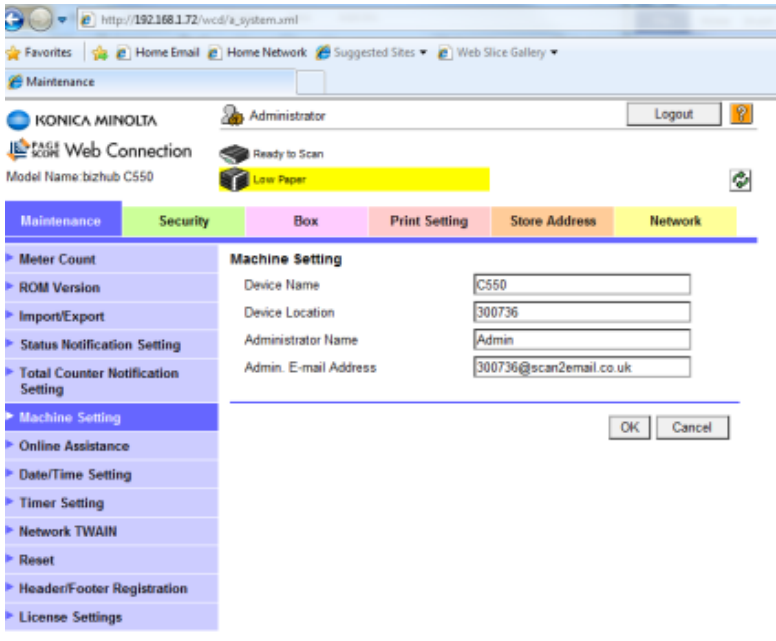 http://192.168.1.72/wcd/a_system.xml
Favorites Home Email Home Network Suggested Sites Web Slice Gallery
Maintenance
KONICA MINOLTA Administrator Logout ?
PAGE SCOPE Web Connection Ready to Scan
Model Name:bizhub C550 Low Paper
Maintenance Security Box Print Setting Store Address Network
Meter Count
ROM Version
Import/Export
Status Notification Setting
Total Counter Notification
Setting
Machine Setting
Online Assistance
Date/Time Setting
Timer Setting
Network TWAIN
Reset
Header/Footer Registration
License Settings
Machine Setting
Device Name C550
Device Location 300736
Administrator Name Admin
Admin. E-mail Address 300736@scan2email.co.uk
OK Cancel